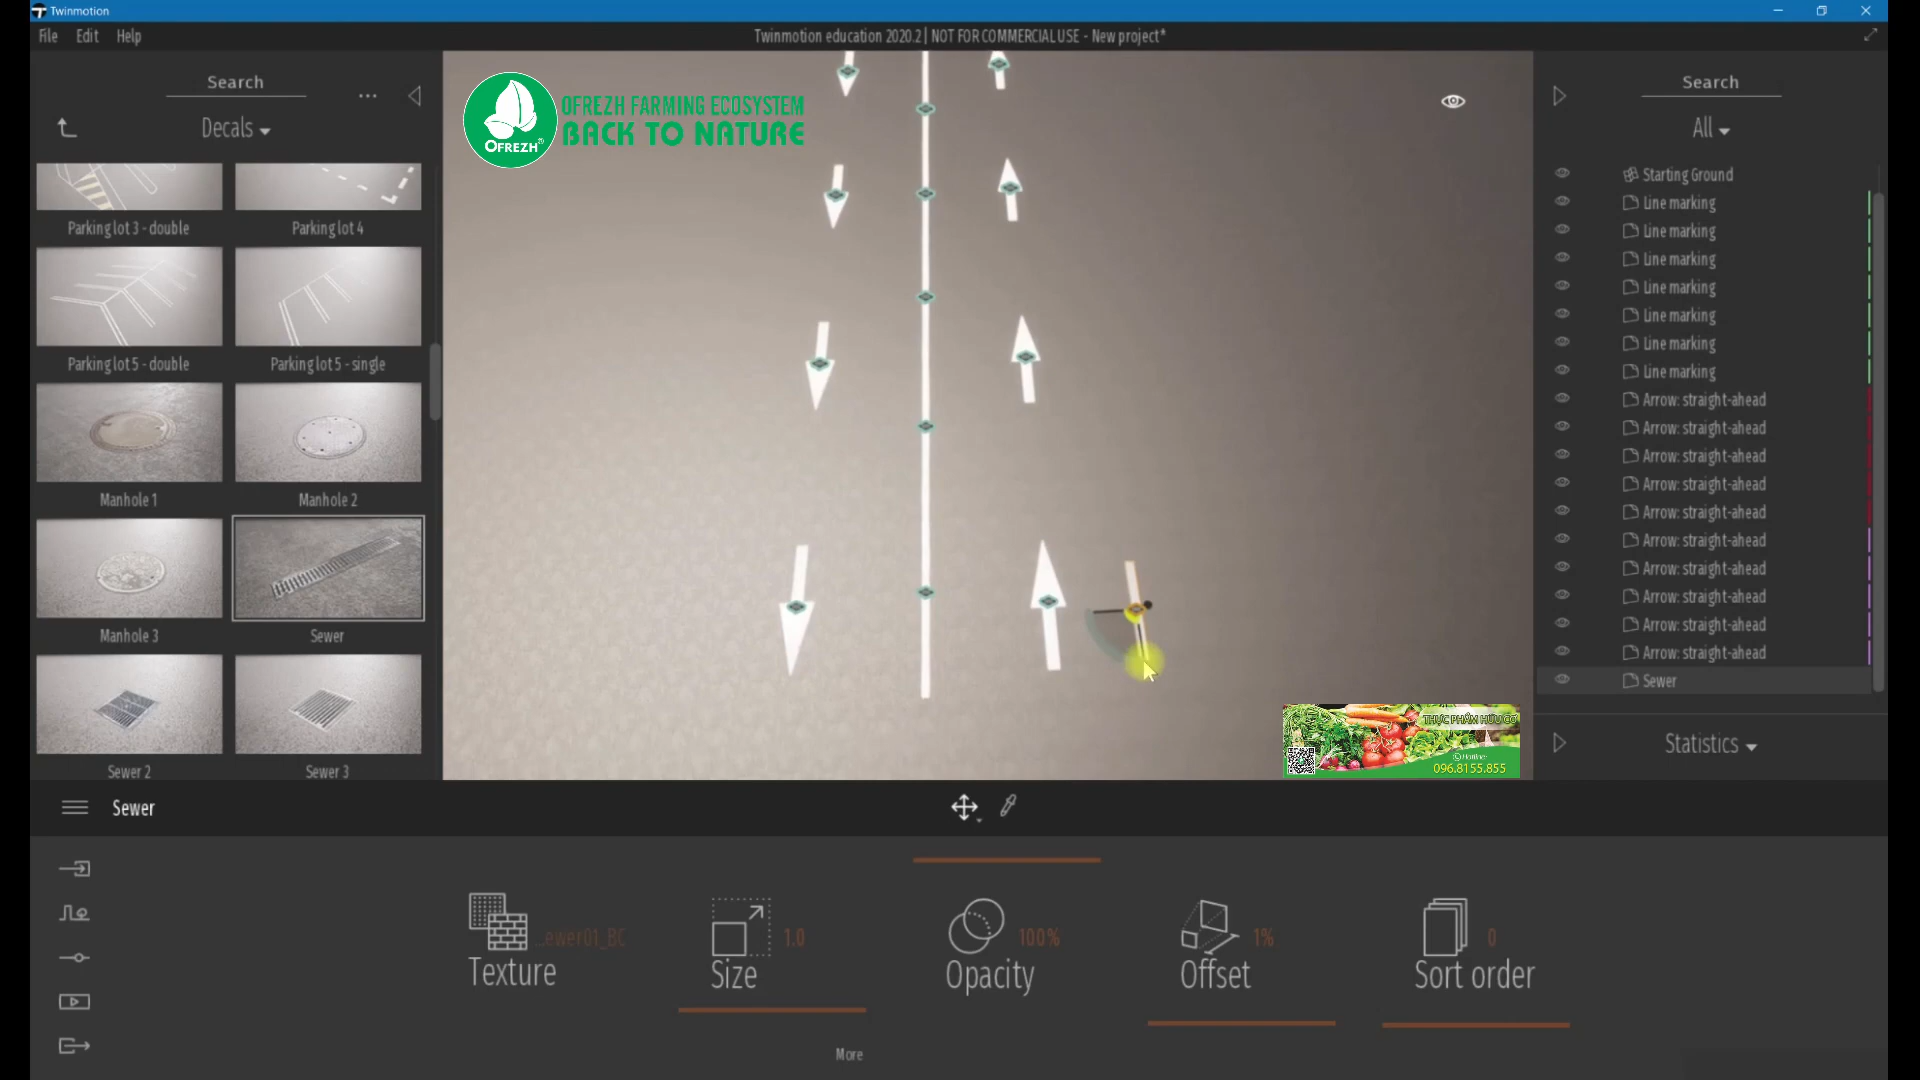 Twinmotion
File Edit Help
Twinmotion education 2020.2 | NOT FOR COMMERCIAL USE - New project*
Search
...
Decals
Parking lot 3 - double
Parking lot 4
Parking lot 5 - double
Parking lot 5 - single
Manhole 1
Manhole 2
Manhole 3
Sewer
Sewer 2
Sewer 3
OFREZH®
OFREZH FARMING ECOSYSTEM
BACK TO NATURE
THỰC PHẨM HỮU CƠ
Hotline:
096.8155.855
Search
All
Starting Ground
Line marking
Line marking
Line marking
Line marking
Line marking
Line marking
Line marking
Arrow: straight-ahead
Arrow: straight-ahead
Arrow: straight-ahead
Arrow: straight-ahead
Arrow: straight-ahead
Arrow: straight-ahead
Arrow: straight-ahead
Arrow: straight-ahead
Arrow: straight-ahead
Arrow: straight-ahead
Sewer
Statistics
Sewer
...ewer01_BC
Texture
1.0
Size
100%
Opacity
1%
Offset
0
Sort order
More